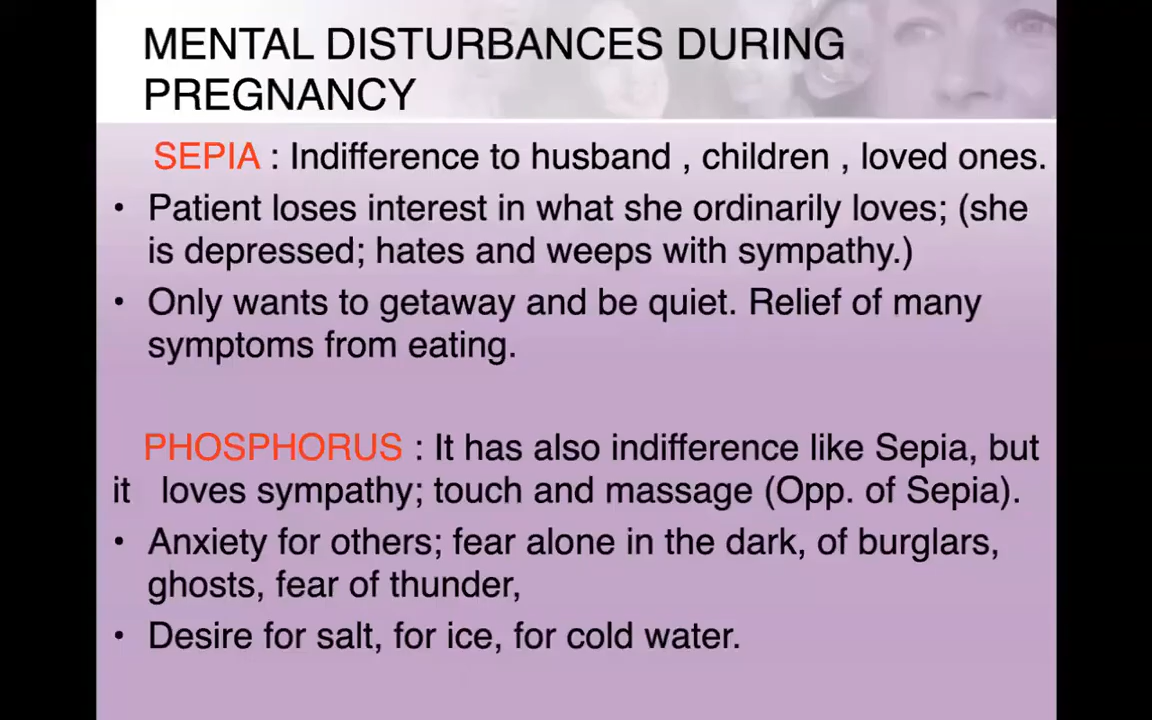 MENTAL DISTURBANCES DURING
PREGNANCY
SEPIA : Indifference to husband , children , loved ones.
• Patient loses interest in what she ordinarily loves; (she
is depressed; hates and weeps with sympathy.)
• Only wants to getaway and be quiet. Relief of many
symptoms from eating.
PHOSPHORUS : It has also indifference like Sepia, but
it loves sympathy; touch and massage (Opp. of Sepia).
• Anxiety for others; fear alone in the dark, of burglars,
ghosts, fear of thunder,
• Desire for salt, for ice, for cold water.